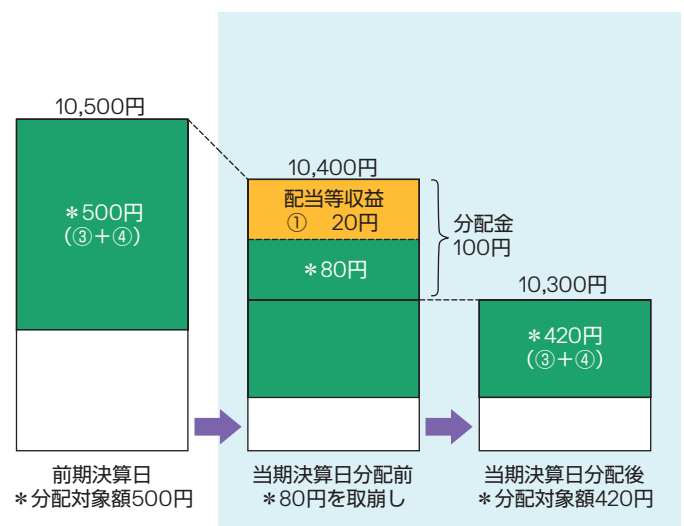 10,500円
＊500円
(③＋④)
10,400円
配当等収益
① 20円
＊80円
分配金
100円
10,300円
＊420円
(③＋④)
前期決算日
＊分配対象額500円
当期決算日分配前
＊80円を取崩し
当期決算日分配後
＊分配対象額420円